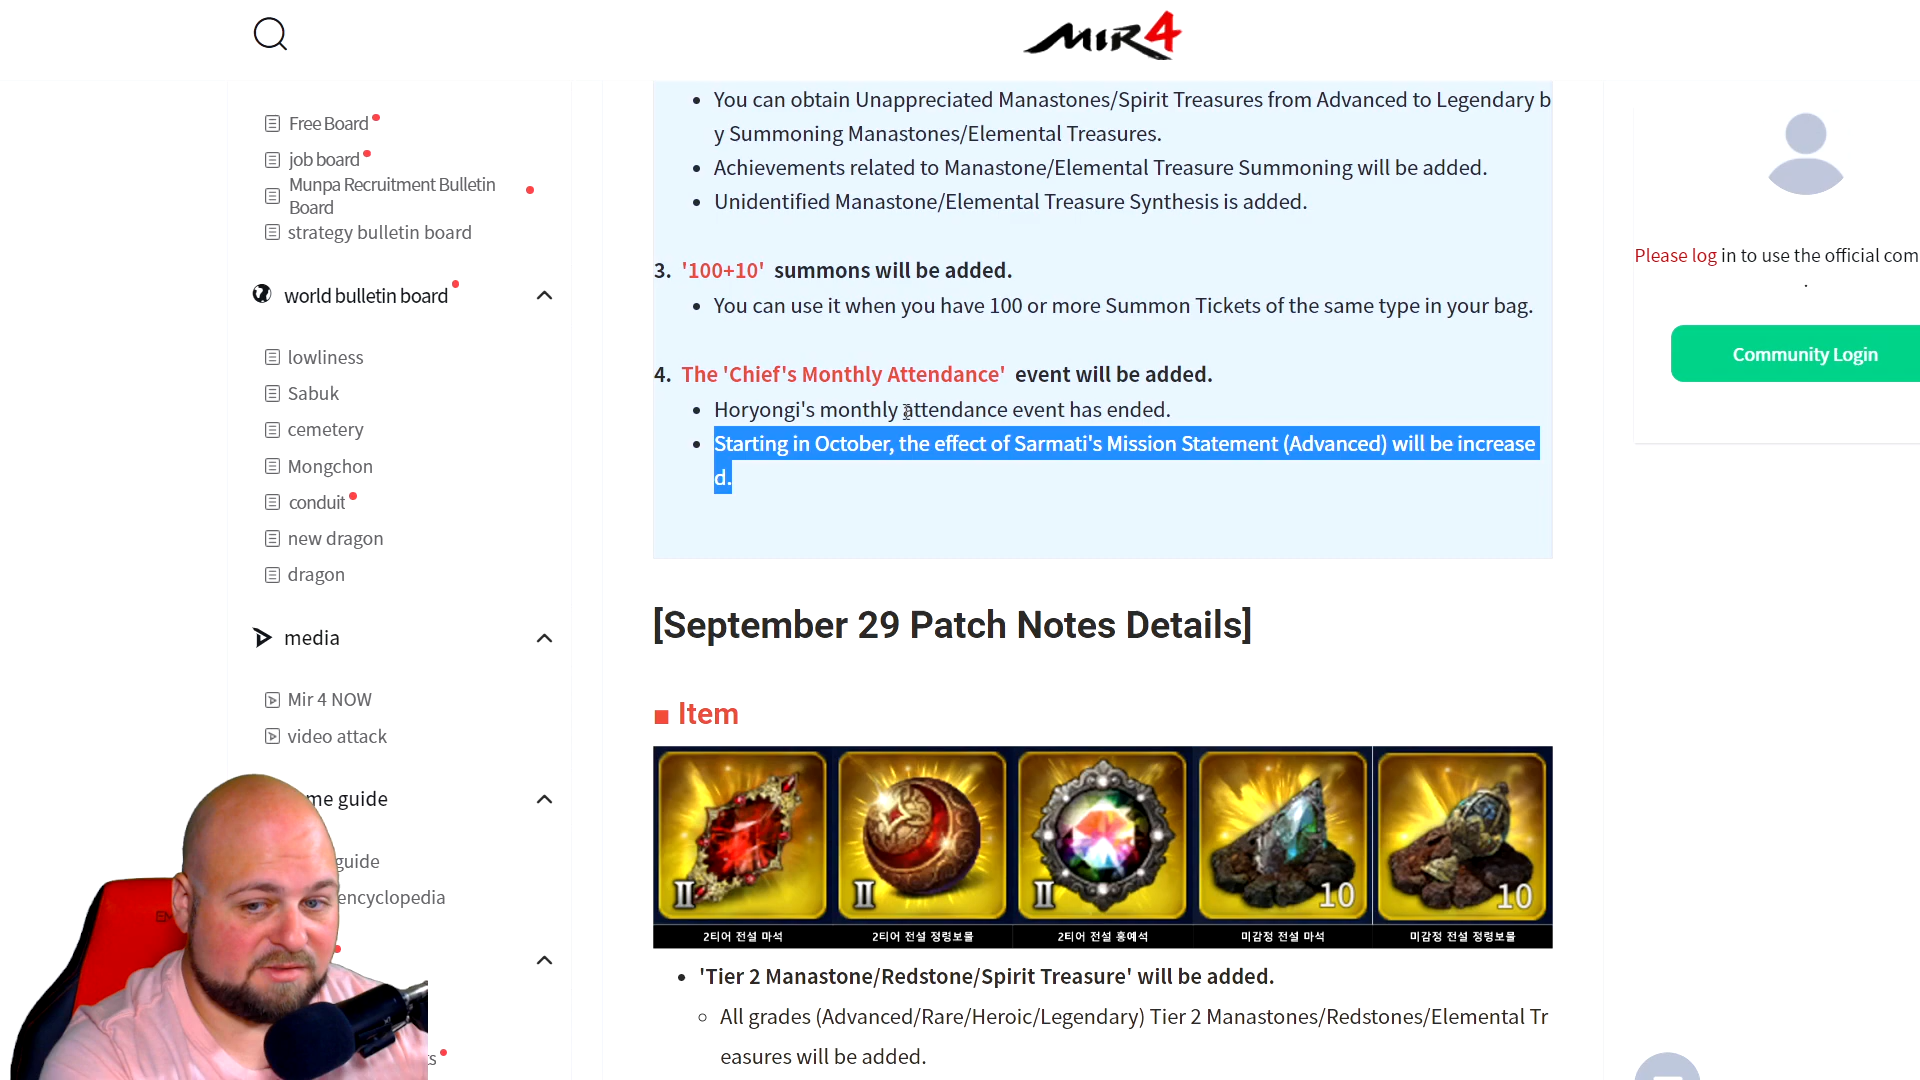 MIR4
Free Board
job board
Munpa Recruitment Bulletin
Board
strategy bulletin board
world bulletin board
lowliness
Sabuk
cemetery
Mongchon
conduit
new dragon
dragon
media
Mir 4 NOW
video attack
me guide
guide
encyclopedia
ts
You can obtain Unappreciated Manastones/Spirit Treasures from Advanced to Legendary b
y Summoning Manastones/Elemental Treasures.
Achievements related to Manastone/Elemental Treasure Summoning will be added.
Unidentified Manastone/Elemental Treasure Synthesis is added.
3. '100+10' summons will be added.
You can use it when you have 100 or more Summon Tickets of the same type in your bag.
4. The 'Chief's Monthly Attendance' event will be added.
Horyongi's monthly attendance event has ended.
Starting in October, the effect of Sarmati's Mission Statement (Advanced) will be increase
d.
[September 29 Patch Notes Details]
Item
II II II 10 10
2티어 전설 마석 2티어 전설 정령보물 2티어 전설 홍예석 미감정 전설 마석 미감정 전설 정령보물
'Tier 2 Manastone/Redstone/Spirit Treasure' will be added.
All grades (Advanced/Rare/Heroic/Legendary) Tier 2 Manastones/Redstones/Elemental Tr
easures will be added.
Please log in to use the official com
.
Community Login